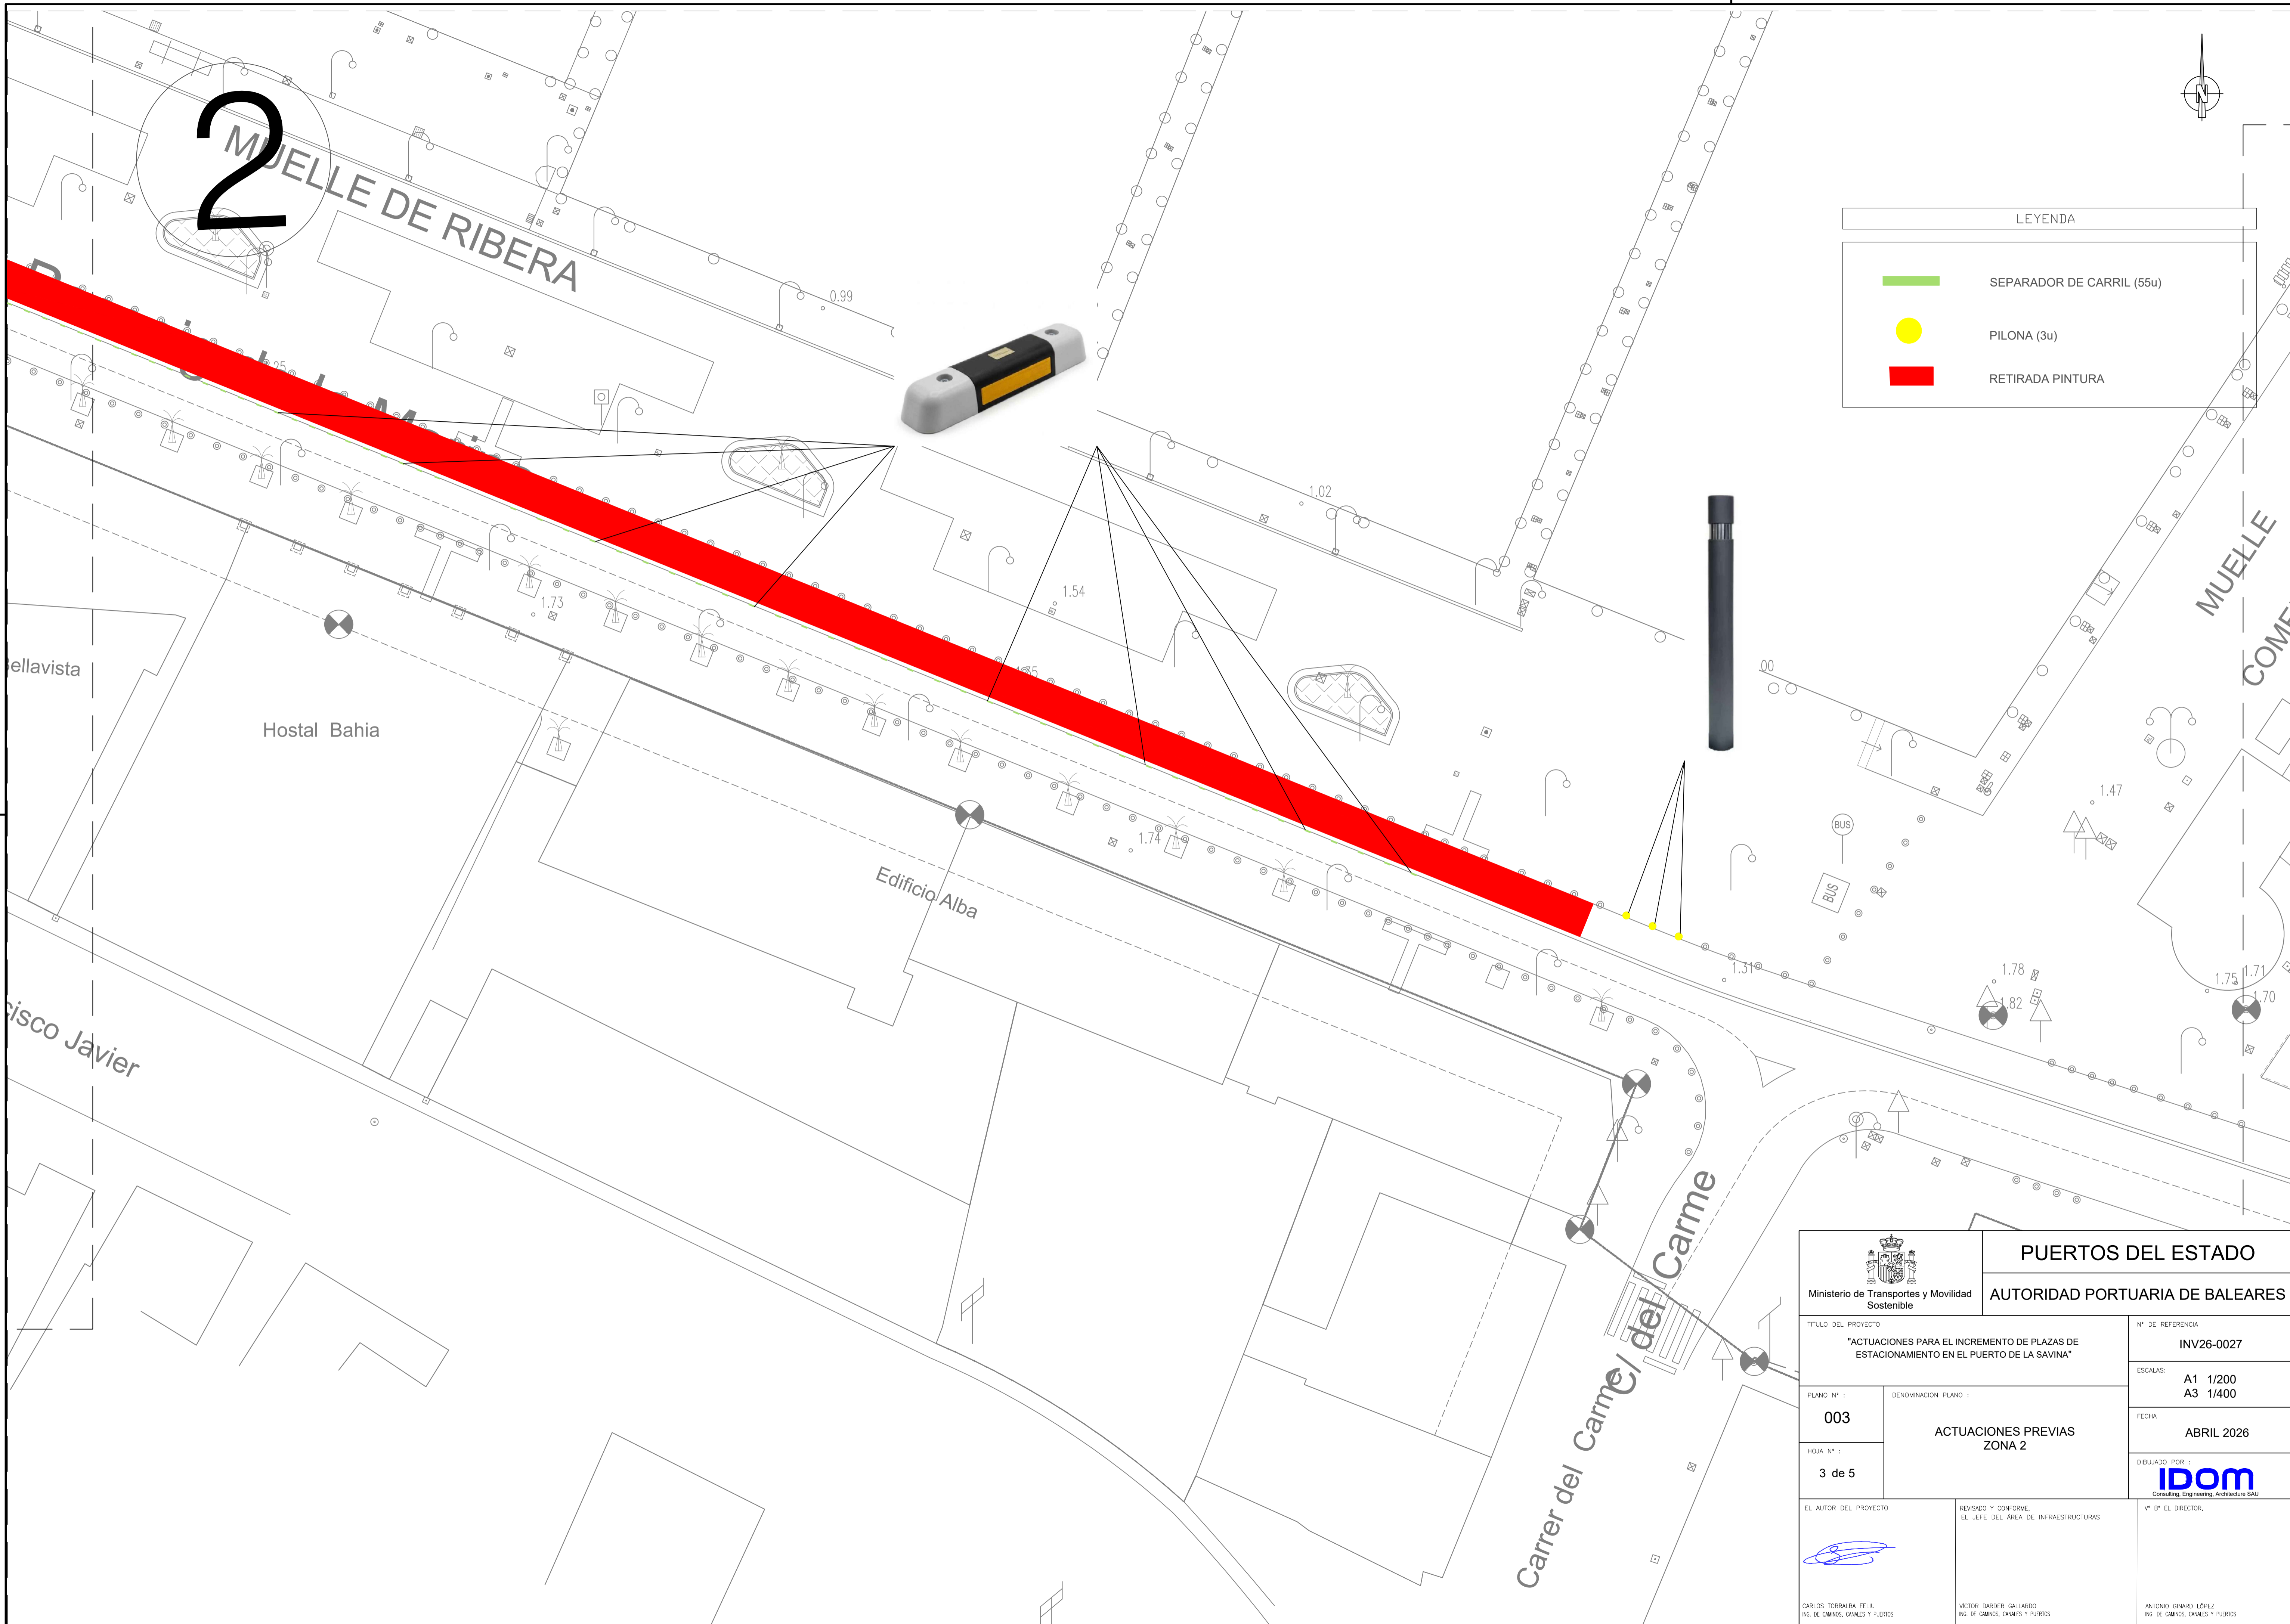 2
MUELLE DE RIBERA
0.99
LEYENDA
SEPARADOR DE CARRIL (55u)
PILONA (3u)
RETIRADA PINTURA
N
1.02
1.54
1.73
MUELLE
Hostal Bahia
1.74
Edificio Alba
BUS
BUS
1.47
1.31
1.78
1.82
1.75
1.71
1.70
C/ del Carme
Carrer del Carme
Ministerio de Transportes y Movilidad
Sostenible
PUERTOS DEL ESTADO
AUTORIDAD PORTUARIA DE BALEARES
TITULO DEL PROYECTO
"ACTUACIONES PARA EL INCREMENTO DE PLAZAS DE
ESTACIONAMIENTO EN EL PUERTO DE LA SAVINA"
Nº DE REFERENCIA
INV26-0027
ESCALAS:
A1 1/200
A3 1/400
PLANO Nº :
003
DENOMINACION PLANO :
ACTUACIONES PREVIAS
ZONA 2
FECHA
ABRIL 2026
HOJA Nº :
3 de 5
DIBUJADO POR :
IDOM
Consulting, Engineering, Architecture SAU
EL AUTOR DEL PROYECTO
REVISADO Y CONFORME,
EL JEFE DEL ÁREA DE INFRAESTRUCTURAS
Vº Bº EL DIRECTOR,
CARLOS TORRALBA FELIU
ING. DE CAMINOS, CANALES Y PUERTOS
VICTOR DARDER GALLARDO
ING. DE CAMINOS, CANALES Y PUERTOS
ANTONIO GINARD LÓPEZ
ING. DE CAMINOS, CANALES Y PUERTOS